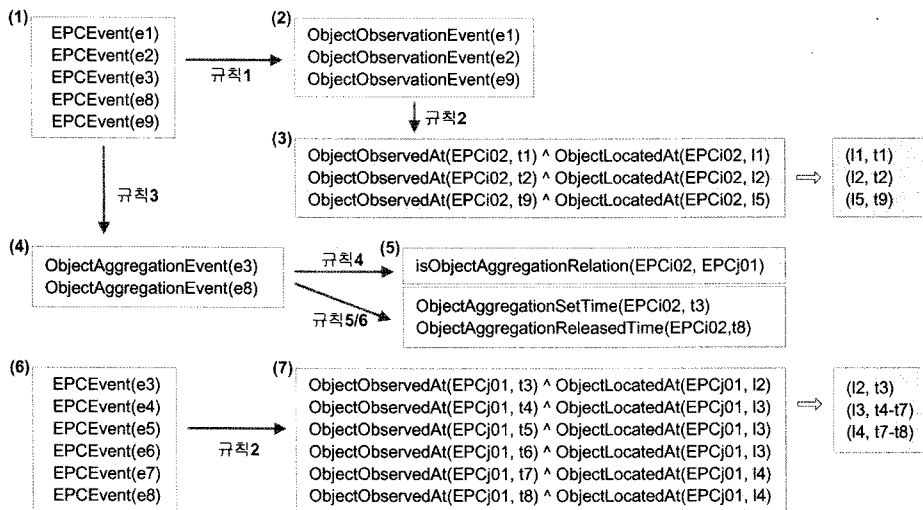 (1)
EPCEvent(e1)
EPCEvent(e2)
EPCEvent(e3)
EPCEvent(e8)
EPCEvent(e9)
규칙1
(2)
ObjectObservationEvent(e1)
ObjectObservationEvent(e2)
ObjectObservationEvent(e9)
규칙2
(3)
ObjectObservedAt(EPCi02, t1) ^ ObjectLocatedAt(EPCi02, l1)
ObjectObservedAt(EPCi02, t2) ^ ObjectLocatedAt(EPCi02, l2)
ObjectObservedAt(EPCi02, t9) ^ ObjectLocatedAt(EPCi02, l5)
(l1, t1)
(l2, t2)
(l5, t9)
규칙3
(4)
ObjectAggregationEvent(e3)
ObjectAggregationEvent(e8)
규칙4
규칙5/6
(5)
isObjectAggregationRelation(EPCi02, EPCj01)
ObjectAggregationSetTime(EPCi02, t3)
ObjectAggregationReleasedTime(EPCi02,t8)
(6)
EPCEvent(e3)
EPCEvent(e4)
EPCEvent(e5)
EPCEvent(e6)
EPCEvent(e7)
EPCEvent(e8)
규칙2
(7)
ObjectObservedAt(EPCj01, t3) ^ ObjectLocatedAt(EPCj01, l2)
ObjectObservedAt(EPCj01, t4) ^ ObjectLocatedAt(EPCj01, l3)
ObjectObservedAt(EPCj01, t5) ^ ObjectLocatedAt(EPCj01, l3)
ObjectObservedAt(EPCj01, t6) ^ ObjectLocatedAt(EPCj01, l3)
ObjectObservedAt(EPCj01, t7) ^ ObjectLocatedAt(EPCj01, l4)
ObjectObservedAt(EPCj01, t8) ^ ObjectLocatedAt(EPCj01, l4)
(l2, t3)
(l3, t4-t7)
(l4, t7-t8)